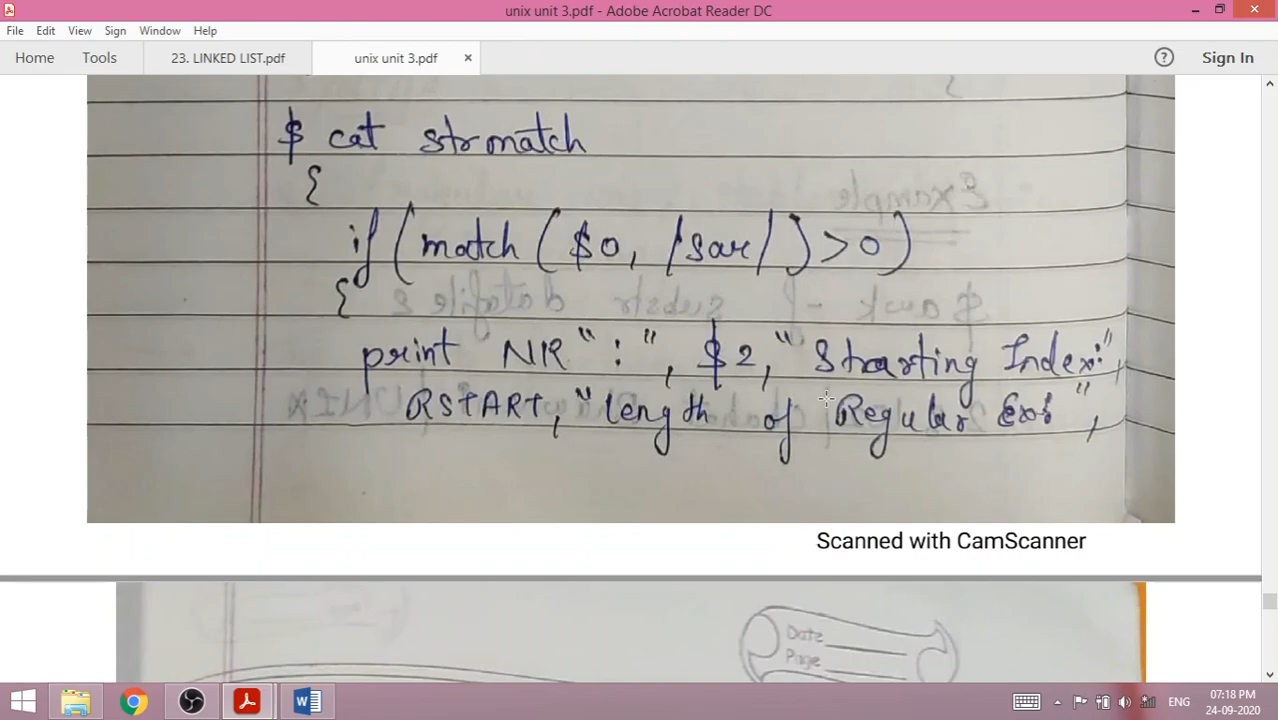 unix unit 3.pdf - Adobe Acrobat Reader DC
File Edit View Sign Window Help
Home Tools 23. LINKED LIST.pdf unix unit 3.pdf × Sign In
$ cat strmatch
{
if (match ($0, /sar/) >0)
{
print NR ":", $2, "Strarting Index:",
RSTART, "length of Regular Ex:",
Scanned with CamScanner
Date
Page
ENG
07:18 PM
24-09-2020